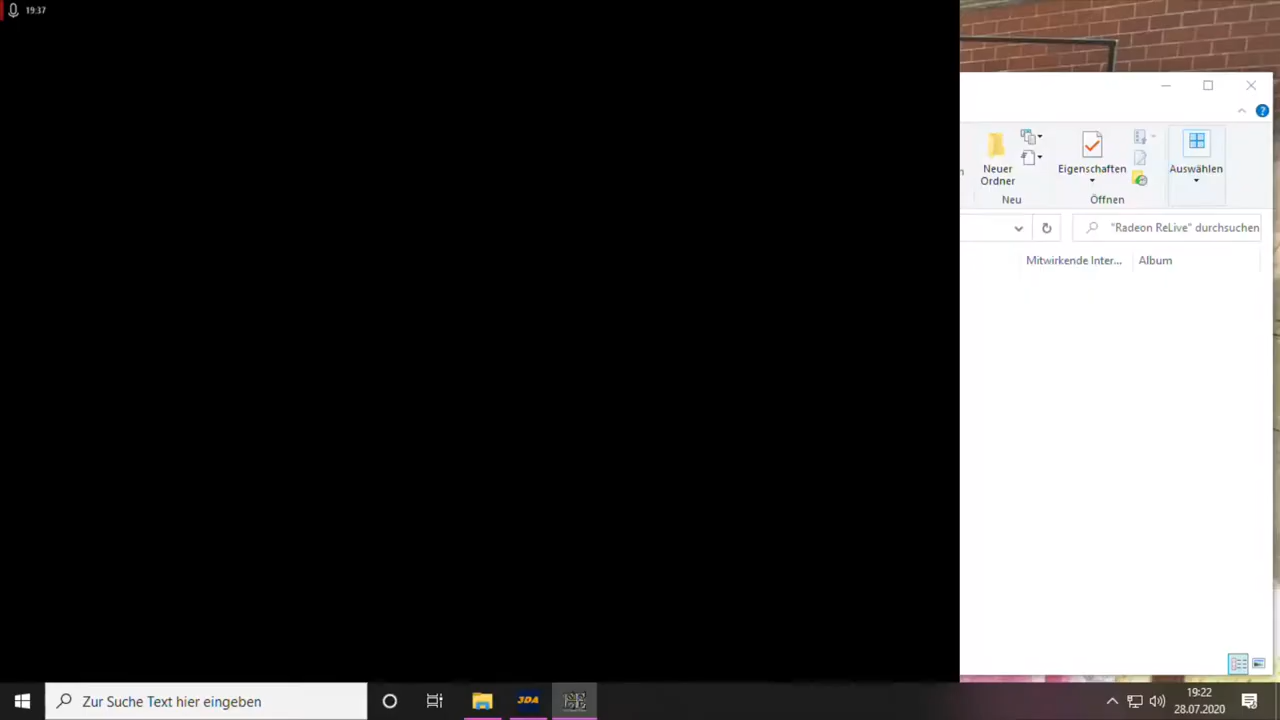 19:37
Neuer
Ordner
Eigenschaften
Auswählen
Neu
Öffnen
"Radeon ReLive" durchsuchen
Mitwirkende Inter...
Album
Zur Suche Text hier eingeben
JDA
19:22
28.07.2020